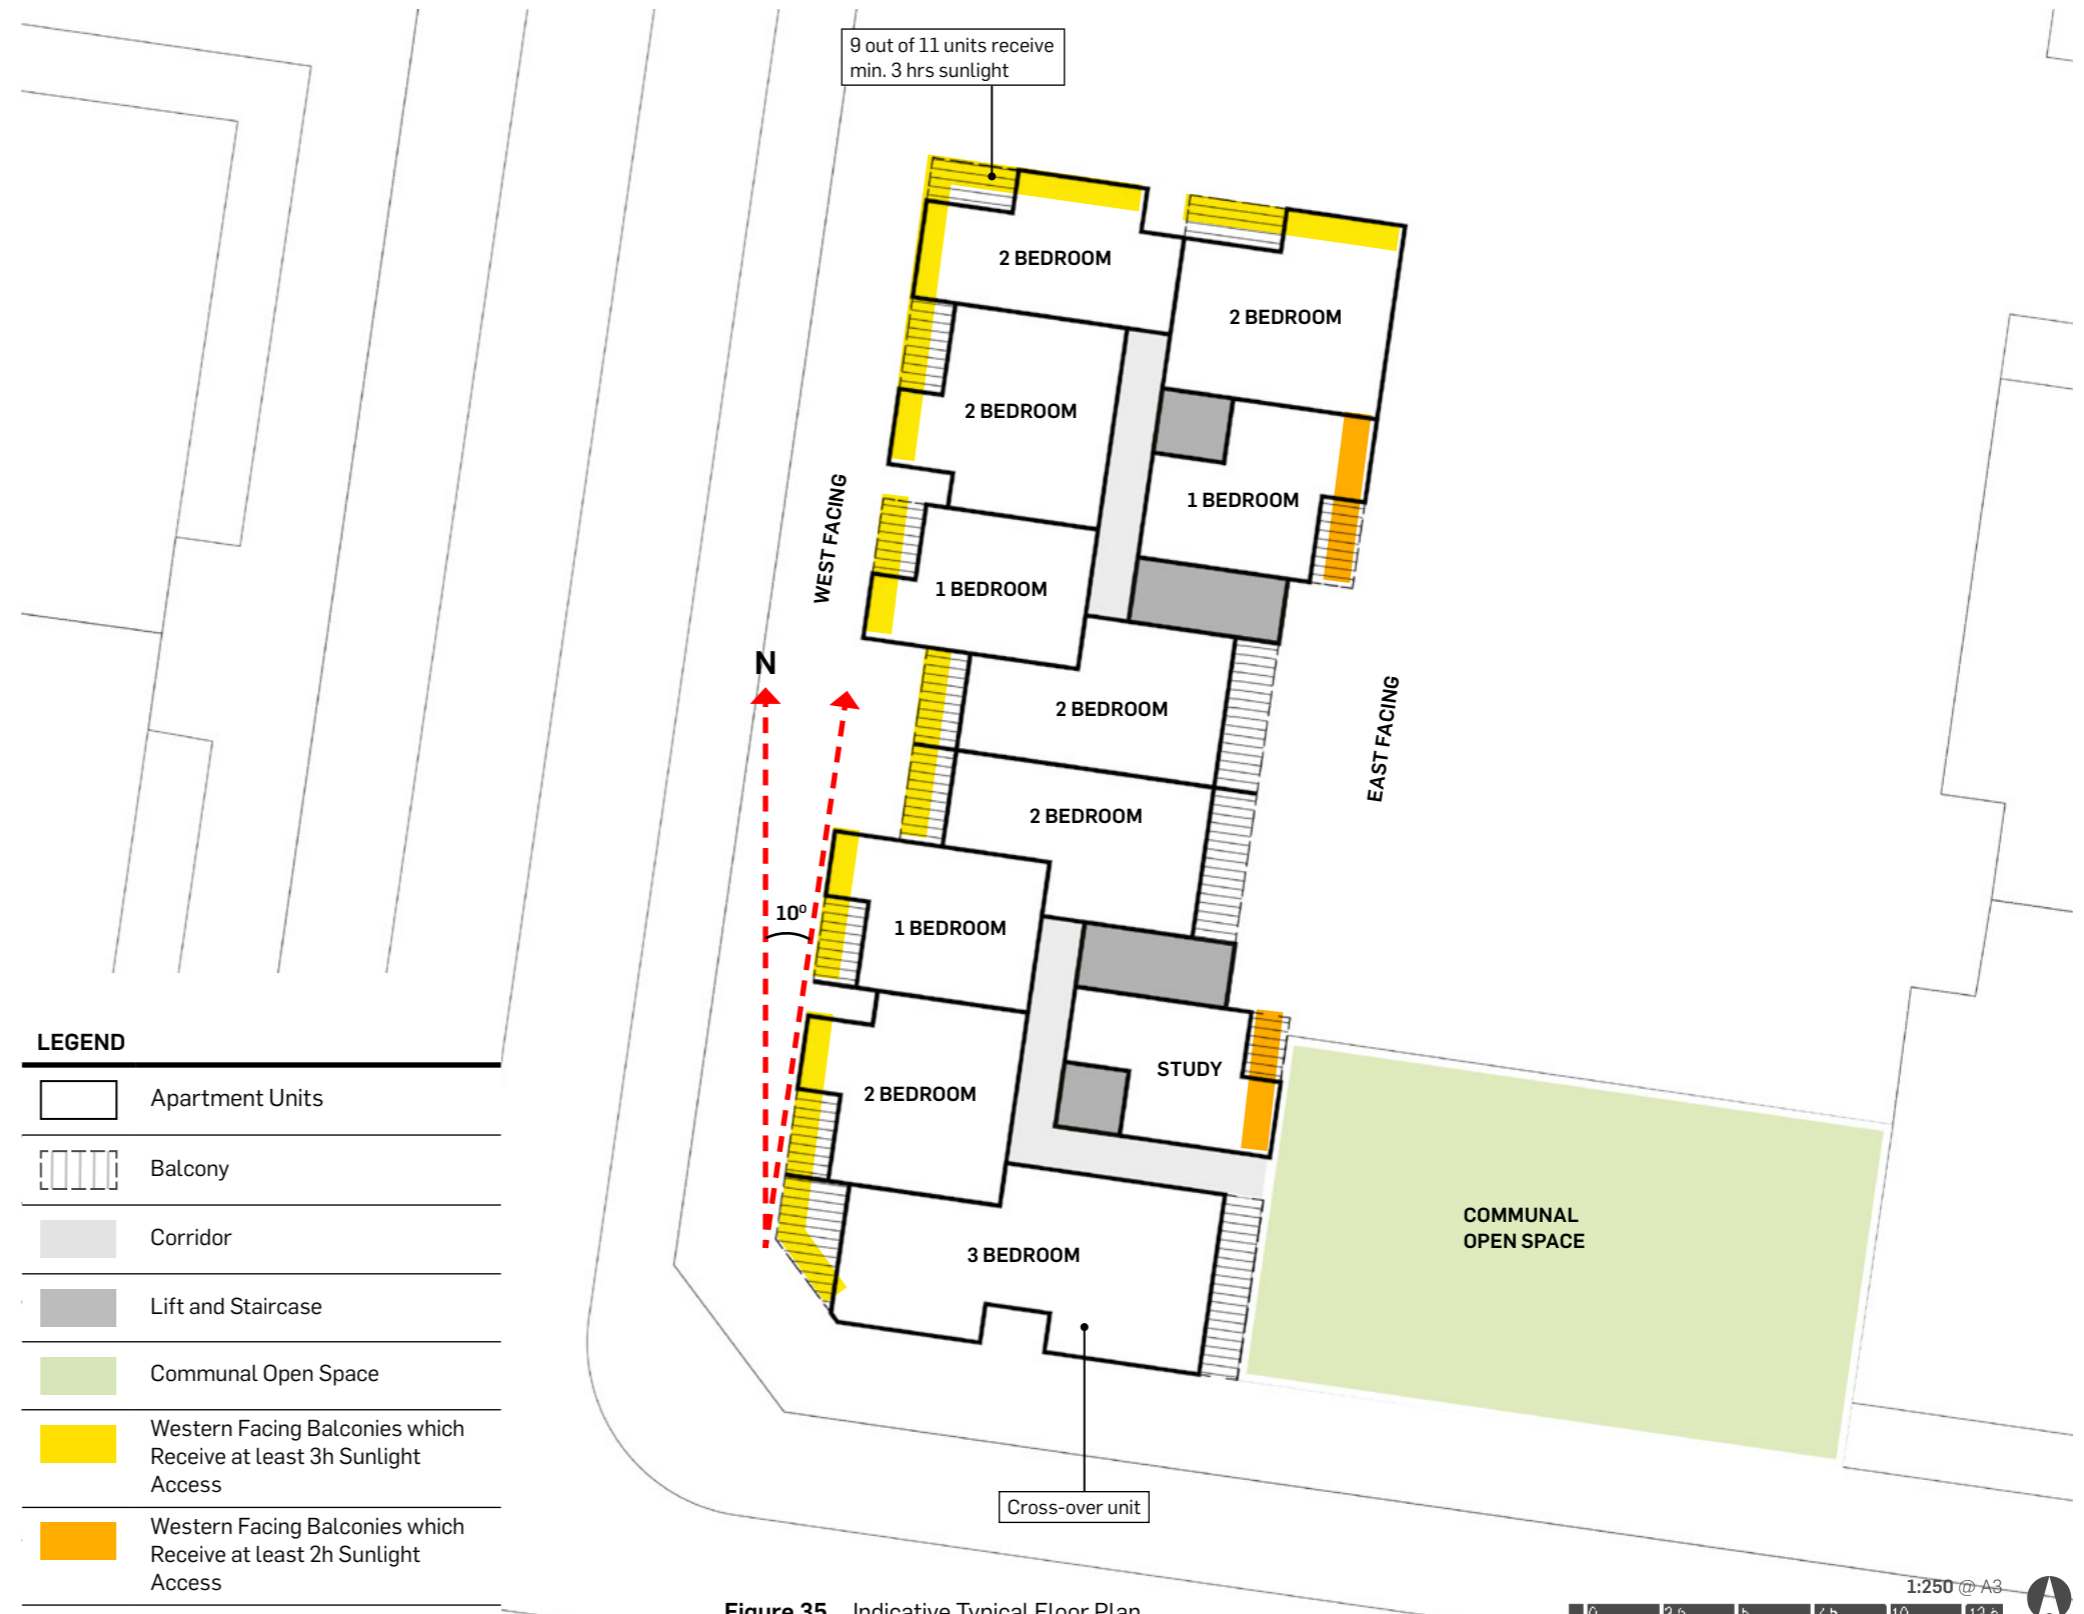 9 out of 11 units receive
min. 3 hrs sunlight
2 BEDROOM
2 BEDROOM
2 BEDROOM
1 BEDROOM
WEST FACING
1 BEDROOM
N
2 BEDROOM
EAST FACING
2 BEDROOM
10⁰
1 BEDROOM
STUDY
2 BEDROOM
3 BEDROOM
COMMUNAL
OPEN SPACE
Cross-over unit
LEGEND
Apartment Units
Balcony
Corridor
Lift and Staircase
Communal Open Space
Western Facing Balconies which
Receive at least 3h Sunlight
Access
Western Facing Balconies which
Receive at least 2h Sunlight
Access
Figure 35 Indicative Typical Floor Plan
1:250 @ A3